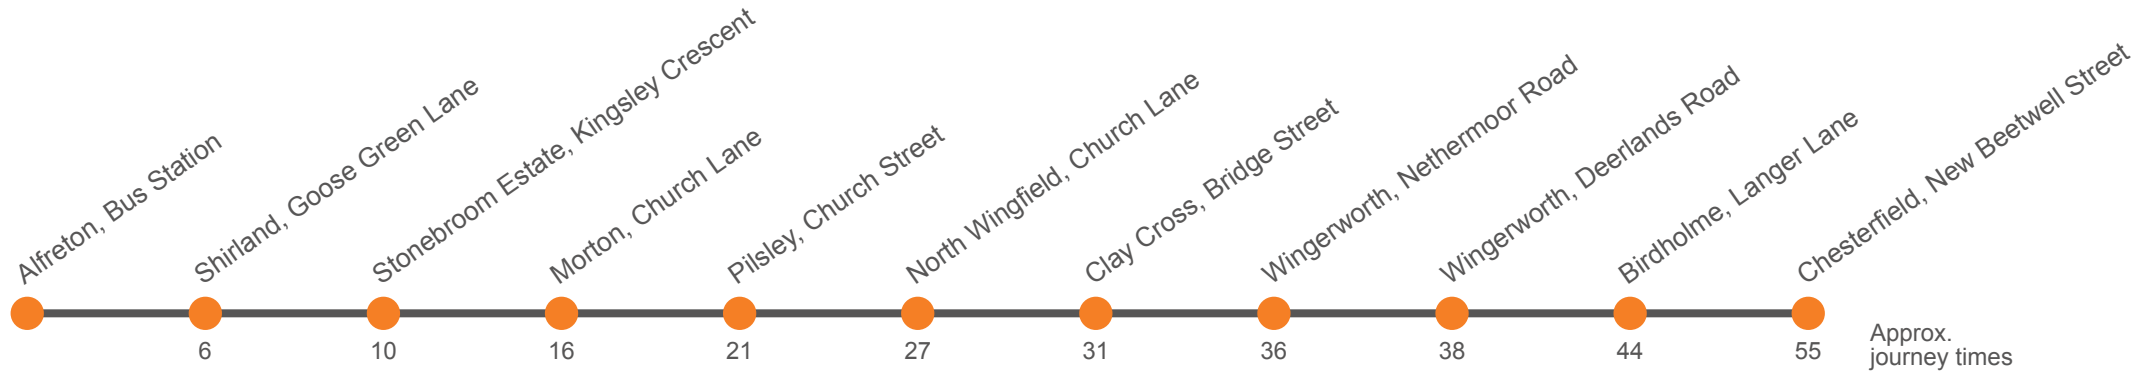 Alfreton, Bus Station
Shirland, Goose Green Lane
Stonebroom Estate, Kingsley Crescent
Morton, Church Lane
Pilsley, Church Street
North Wingfield, Church Lane
Clay Cross, Bridge Street
Wingerworth, Nethermoor Road
Wingerworth, Deerlands Road
Birdholme, Langer Lane
Chesterfield, New Beetwell Street
6
10
16
21
27
31
36
38
44
55
Approx.
journey times